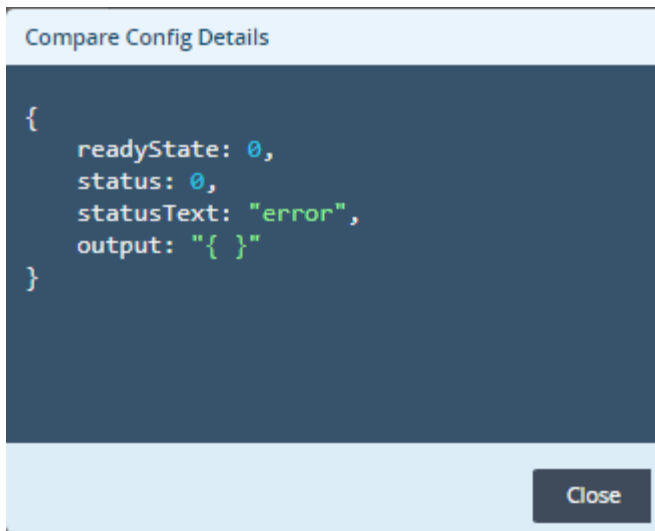 Compare Config Details
{
    readyState: 0,
    status: 0,
    statusText: "error",
    output: "{ }"
}
Close